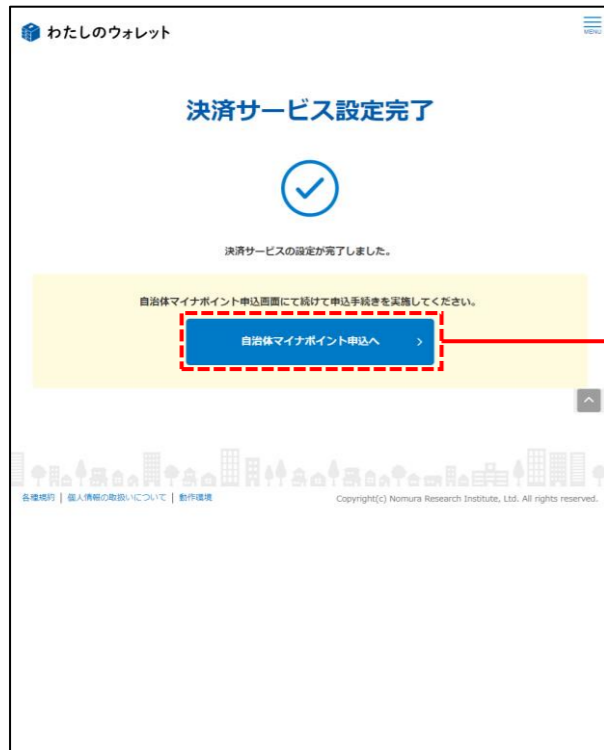 わたしのウォレット
MENU
決済サービス設定完了
決済サービスの設定が完了しました。
自治体マイナポイント申込画面にて続けて申込手続きを実施してください。
自治体マイナポイント申込へ
各種規約 | 個人情報の取扱いについて | 動作環境
Copyright(c) Nomura Research Institute, Ltd. All rights reserved.